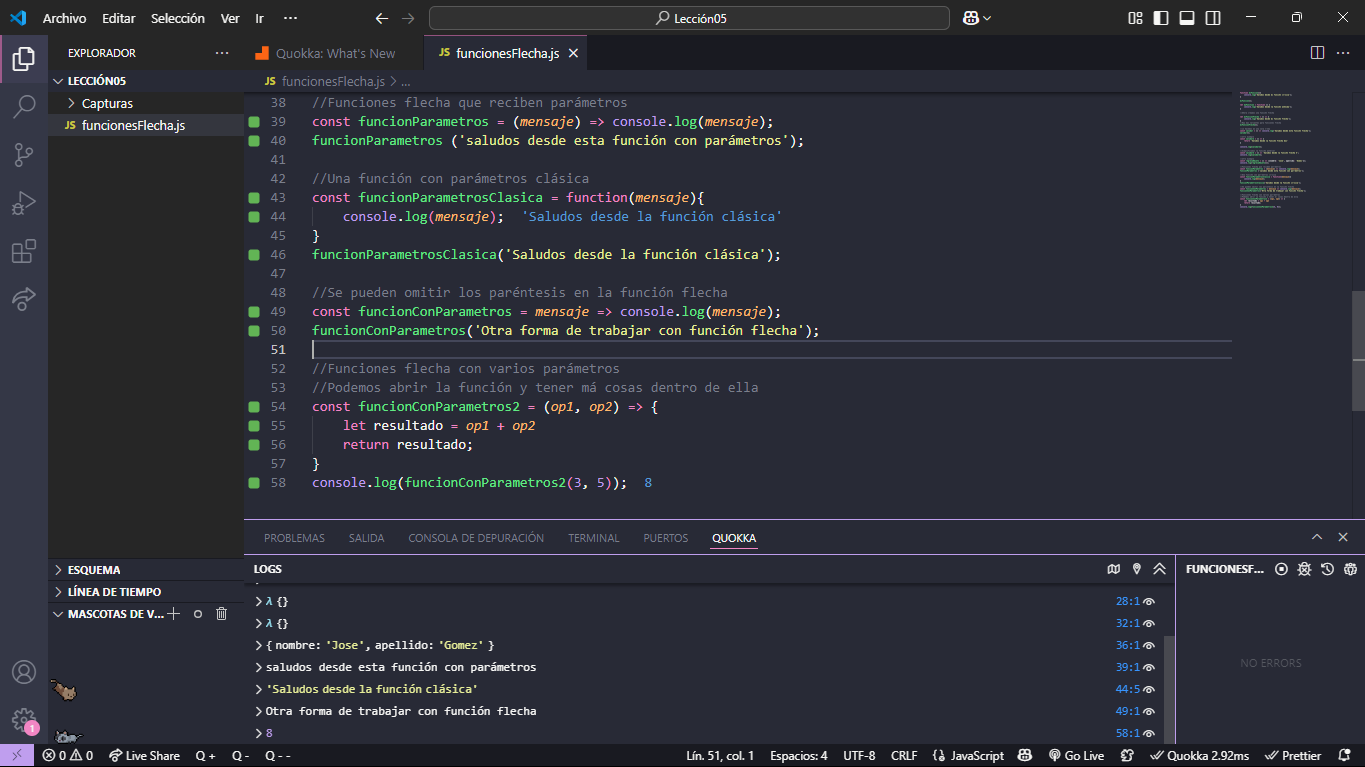 Archivo Editar Selección Ver Ir ··· Lección05
EXPLORADOR ···
LECCIÓN05
Capturas
JS funcionesFlecha.js
ESQUEMA
LÍNEA DE TIEMPO
MASCOTAS DE V...
1
Quokka: What's New JS funcionesFlecha.js
JS funcionesFlecha.js > ...
38 //Funciones flecha que reciben parámetros
39 const funcionParametros = (mensaje) => console.log(mensaje);
40 funcionParametros ('saludos desde esta función con parámetros');
41
42 //Una función con parámetros clásica
43 const funcionParametrosClasica = function(mensaje){
44 console.log(mensaje); 'Saludos desde la función clásica'
45 }
46 funcionParametrosClasica('Saludos desde la función clásica');
47
48 //Se pueden omitir los paréntesis en la función flecha
49 const funcionConParametros = mensaje => console.log(mensaje);
50 funcionConParametros('Otra forma de trabajar con función flecha');
51
52 //Funciones flecha con varios parámetros
53 //Podemos abrir la función y tener má cosas dentro de ella
54 const funcionConParametros2 = (op1, op2) => {
55 let resultado = op1 + op2
56 return resultado;
57 }
58 console.log(funcionConParametros2(3, 5)); 8
PROBLEMAS SALIDA CONSOLA DE DEPURACIÓN TERMINAL PUERTOS QUOKKA
LOGS
λ {} 28:1
λ {} 32:1
{ nombre: 'Jose', apellido: 'Gomez' } 36:1
saludos desde esta función con parámetros 39:1
'Saludos desde la función clásica' 44:5
Otra forma de trabajar con función flecha 49:1
8 58:1
FUNCIONESF...
NO ERRORS
0 0 Live Share Q + Q - Q - - Lín. 51, col. 1 Espacios: 4 UTF-8 CRLF {} JavaScript Go Live Quokka 2.92ms Prettier